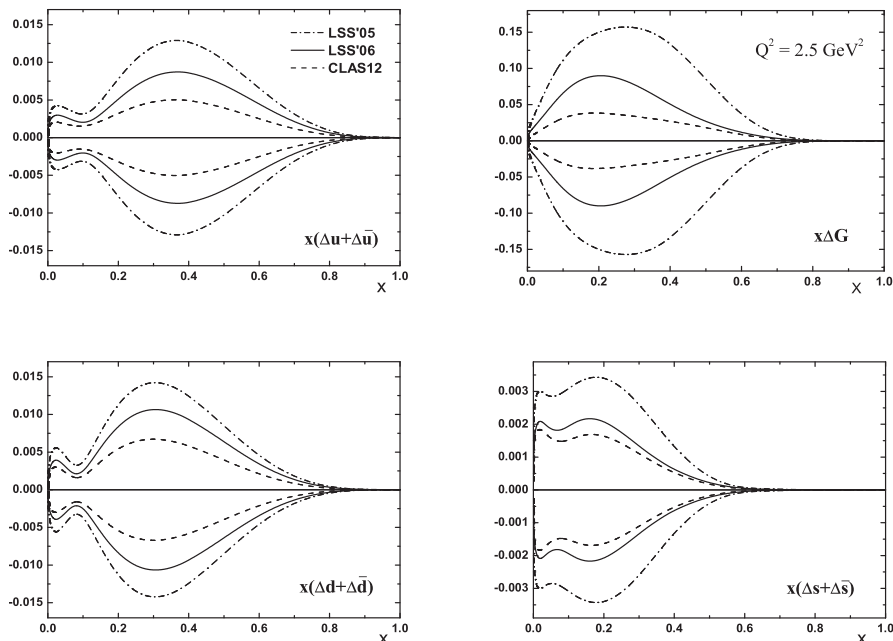 LSS'05
LSS'06
CLAS12
0.015
0.010
0.005
0.000
-0.005
-0.010
-0.015
x(Δu+Δū)
0.0 0.2 0.4 0.6 0.8 1.0
X
Q² = 2.5 GeV²
0.15
0.10
0.05
0.00
-0.05
-0.10
-0.15
xΔG
0.0 0.2 0.4 0.6 0.8 1.0
X
0.015
0.010
0.005
0.000
-0.005
-0.010
-0.015
x(Δd+Δd̄)
0.0 0.2 0.4 0.6 0.8 1.0
X
0.003
0.002
0.001
0.000
-0.001
-0.002
-0.003
x(Δs+Δs̄)
0.0 0.2 0.4 0.6 0.8 1.0
X